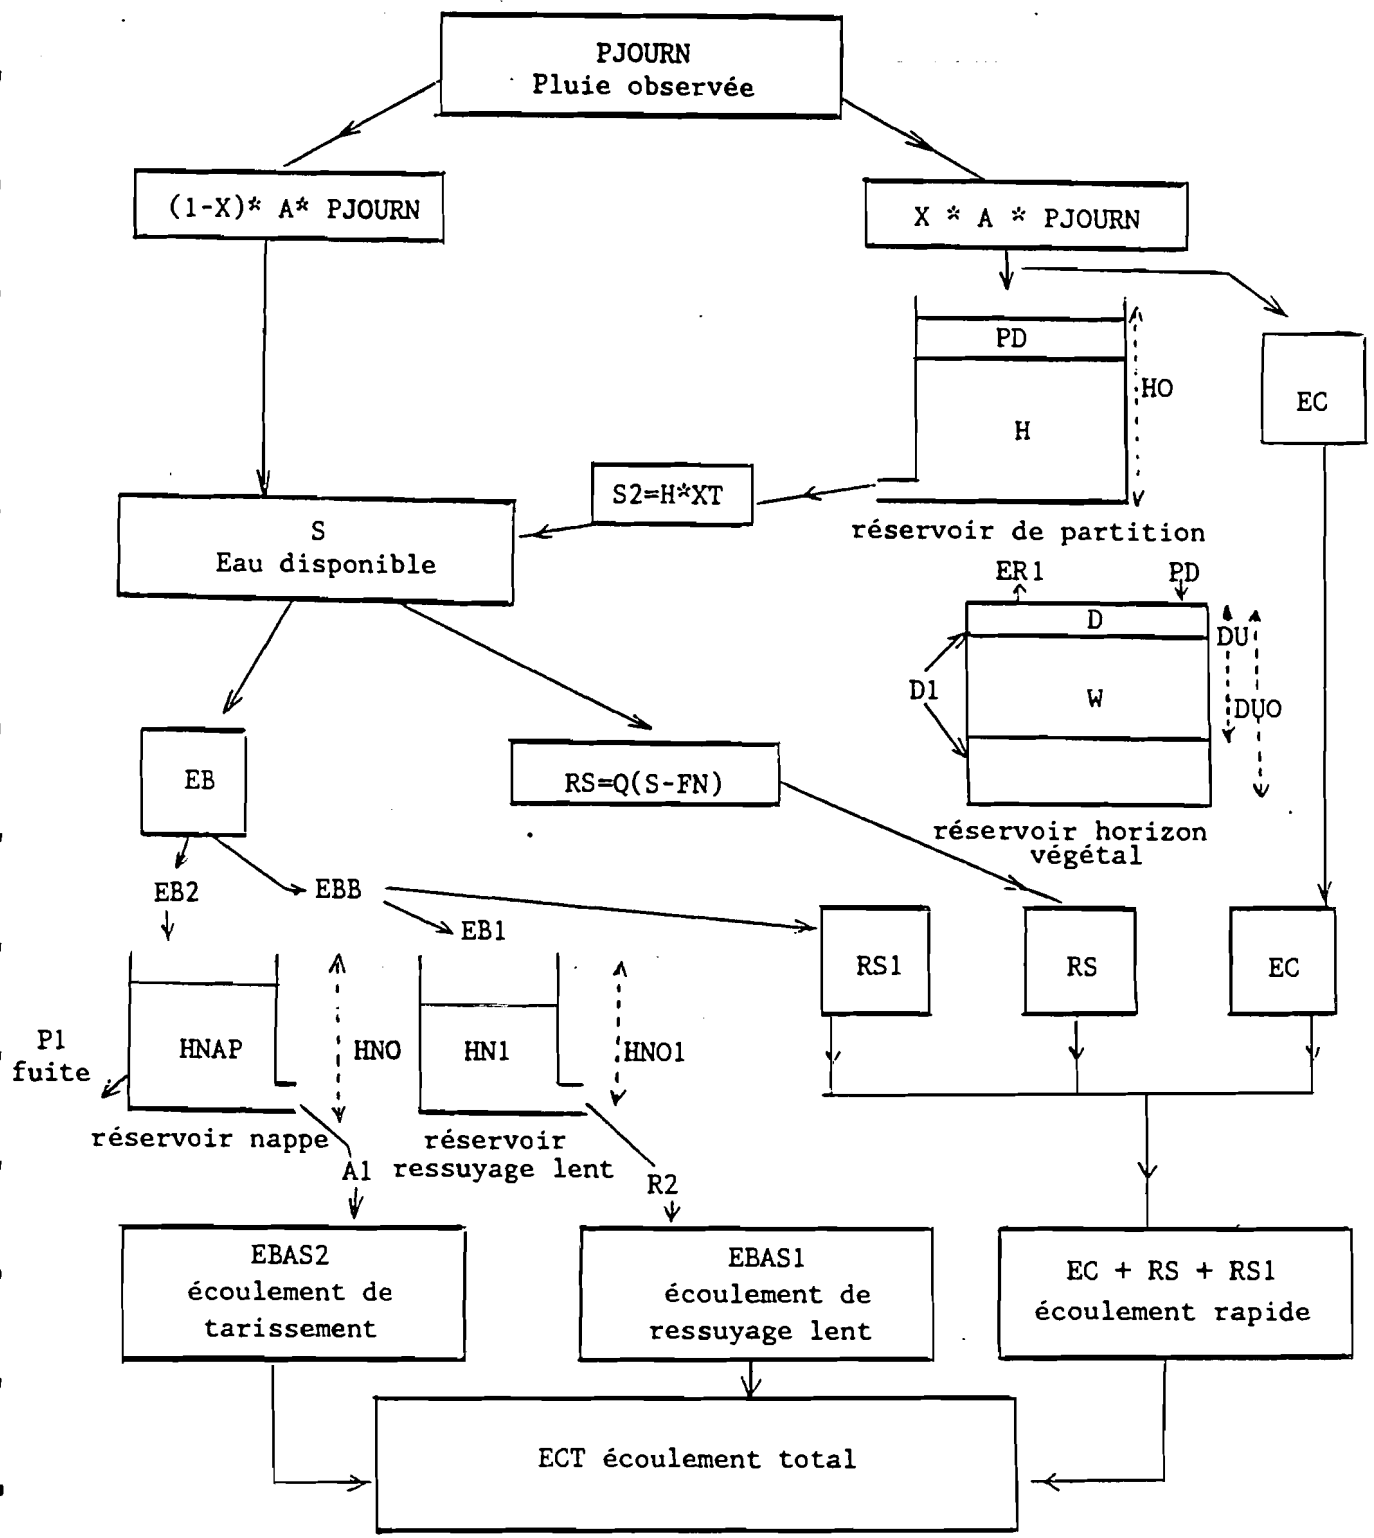 PJOURN
Pluie observée
(1-X)* A* PJOURN
X * A * PJOURN
PD
HO
H
EC
S2=H*XT
réservoir de partition
S
Eau disponible
ER1
PD
D
DU
D1
W
DUO
EB
RS=Q(S-FN)
réservoir horizon
végétal
EB2
EBB
EB1
RS1
RS
EC
P1
fuite
HNAP
HNO
HN1
HNO1
réservoir nappe
réservoir
ressuyage lent
A1
R2
EBAS2
écoulement de
tarissement
EBAS1
écoulement de
ressuyage lent
EC + RS + RS1
écoulement rapide
ECT écoulement total